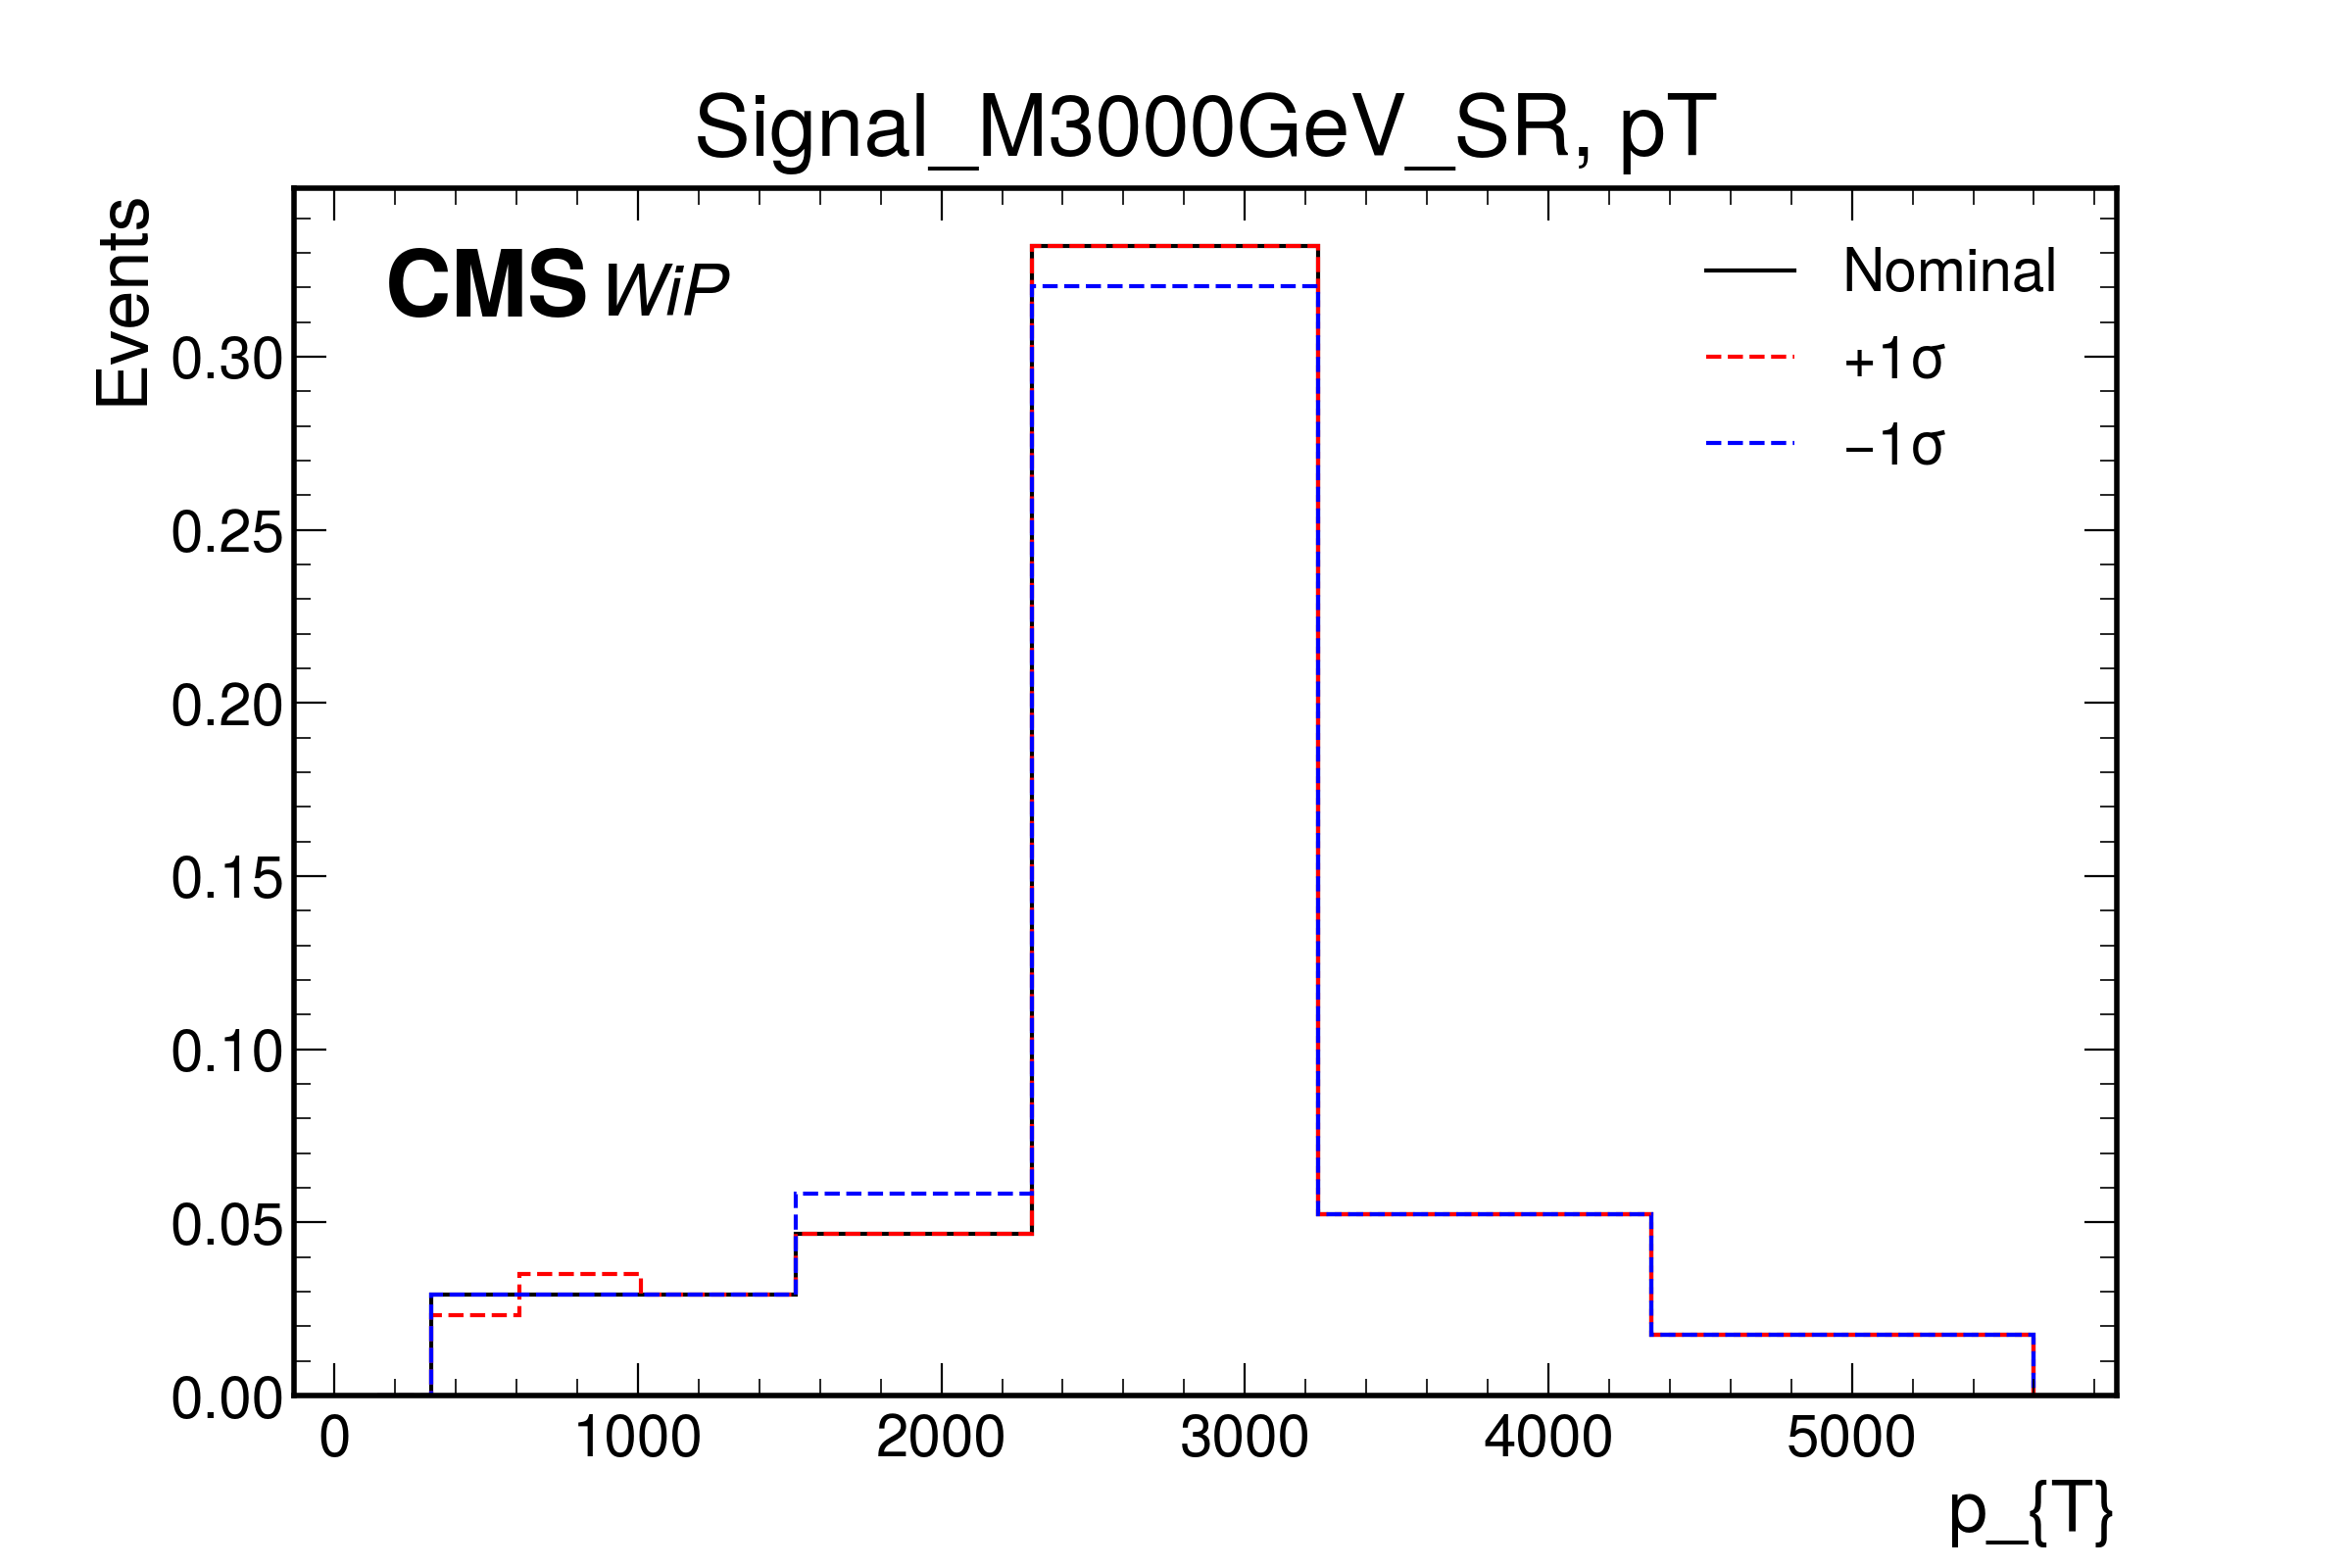 Signal_M3000GeV_SR, pT
Events
CMS WiP
Nominal
+1σ
−1σ
0.30
0.25
0.20
0.15
0.10
0.05
0.00
0 1000 2000 3000 4000 5000
p_{T}